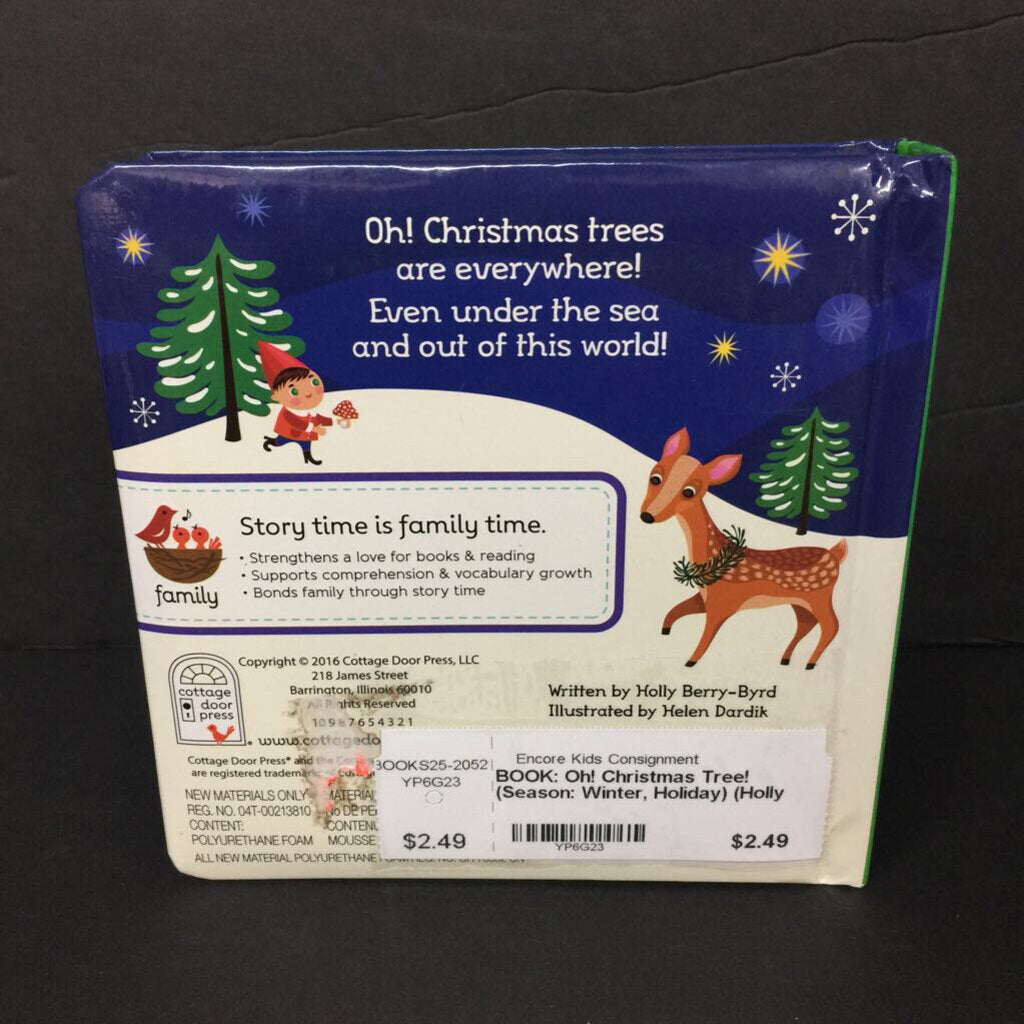 Oh! Christmas trees
are everywhere!
Even under the sea
and out of this world!
Story time is family time.
• Strengthens a love for books & reading
• Supports comprehension & vocabulary growth
• Bonds family through story time
family
Copyright © 2016 Cottage Door Press, LLC
218 James Street
Barrington, Illinois 60010
All Rights Reserved
10 9 8 7 6 5 4 3 2 1
www.cottagedo
cottage
door
press
Written by Holly Berry-Byrd
Illustrated by Helen Dardik
Cottage Door Press® and the
are registered
NEW MATERIALS ONLY
REG. NO. 04T-00213810
CONTENT:
POLYURETHANE FOAM MOUSSE
ALL NEW MATERIAL POLYURETHANE
BOOKS25-2052
YP6G23
$2.49
Encore Kids Consignment
BOOK: Oh! Christmas Tree!
(Season: Winter, Holiday) (Holly
YP6G23
$2.49